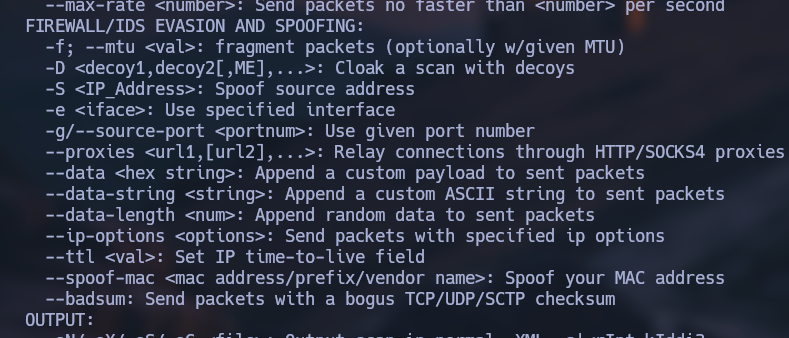 --max-rate <number>: Send packets no faster than <number> per second
FIREWALL/IDS EVASION AND SPOOFING:
-f; --mtu <val>: fragment packets (optionally w/given MTU)
-D <decoy1,decoy2[,ME],...>: Cloak a scan with decoys
-S <IP_Address>: Spoof source address
-e <iface>: Use specified interface
-g/--source-port <portnum>: Use given port number
--proxies <url1,[url2],...>: Relay connections through HTTP/SOCKS4 proxies
--data <hex string>: Append a custom payload to sent packets
--data-string <string>: Append a custom ASCII string to sent packets
--data-length <num>: Append random data to sent packets
--ip-options <options>: Send packets with specified ip options
--ttl <val>: Set IP time-to-live field
--spoof-mac <mac address/prefix/vendor name>: Spoof your MAC address
--badsum: Send packets with a bogus TCP/UDP/SCTP checksum
OUTPUT: